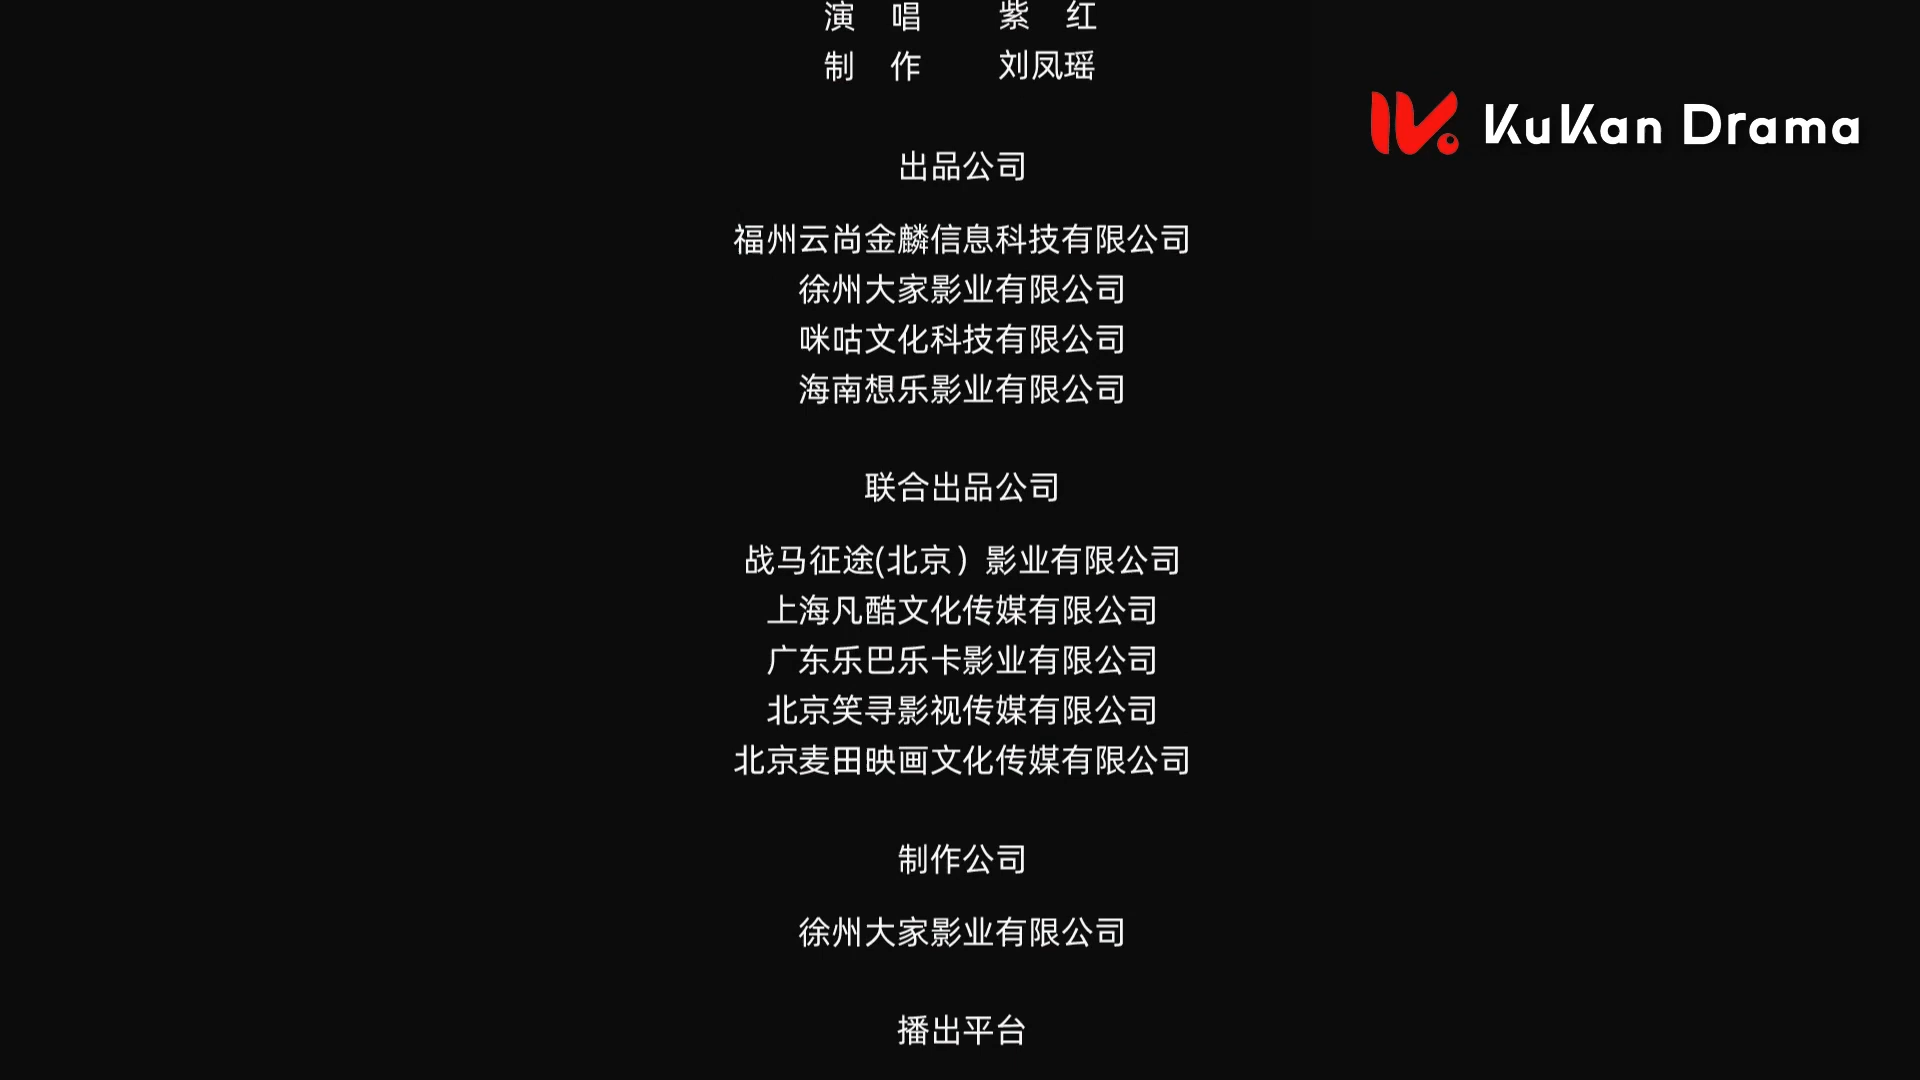 演 唱 紫 红
制 作 刘凤瑶
KuKan Drama
出品公司
福州云尚金麟信息科技有限公司
徐州大家影业有限公司
咪咕文化科技有限公司
海南想乐影业有限公司
联合出品公司
战马征途(北京）影业有限公司
上海凡酷文化传媒有限公司
广东乐巴乐卡影业有限公司
北京笑寻影视传媒有限公司
北京麦田映画文化传媒有限公司
制作公司
徐州大家影业有限公司
播出平台